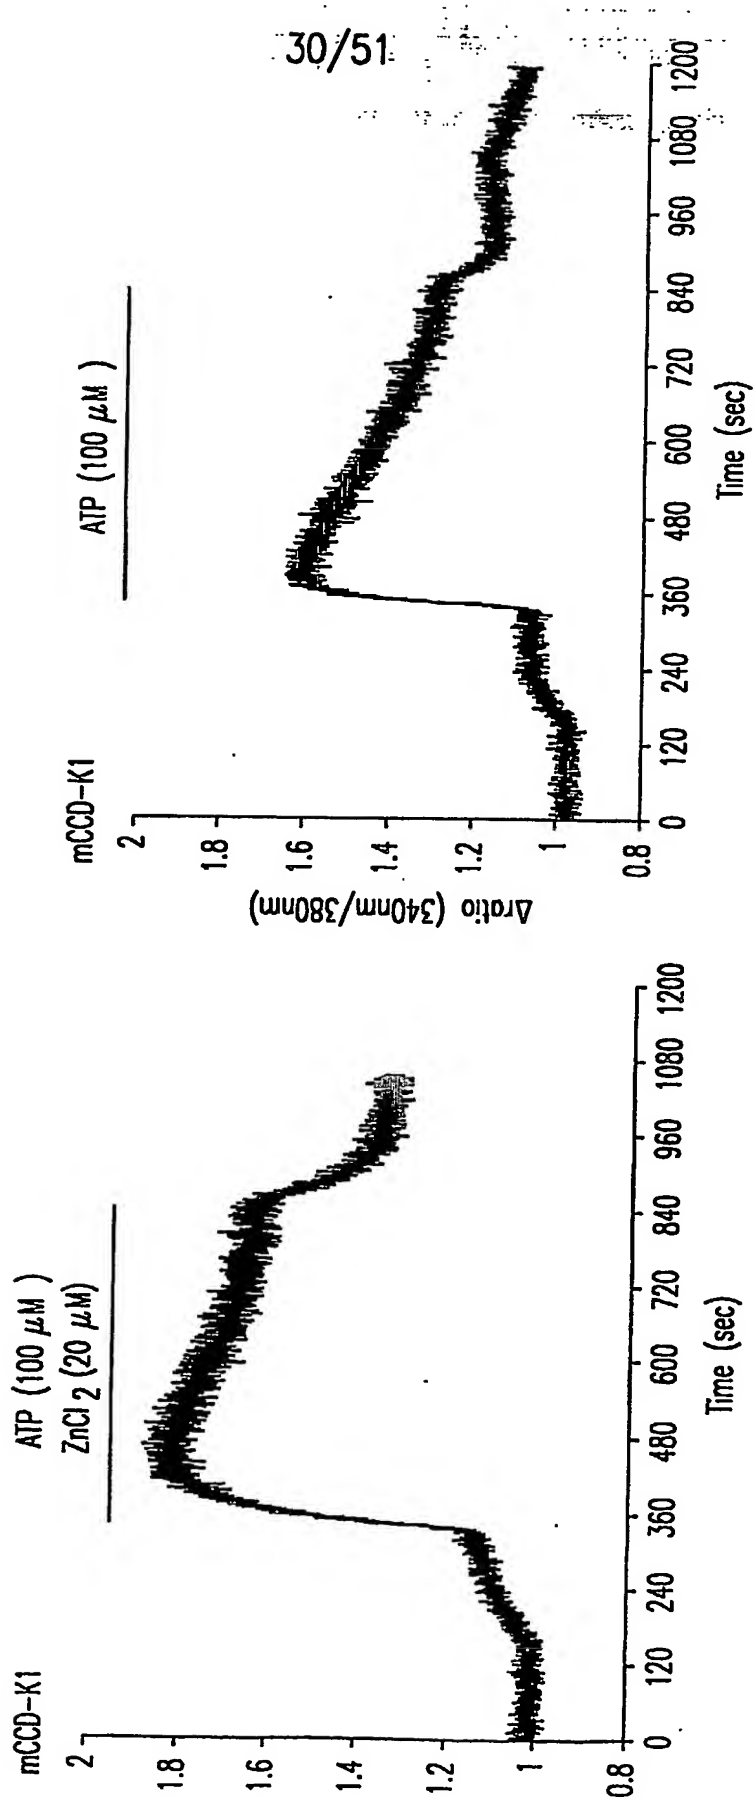 30/51
mCCD-K1
ATP (100 μM )
ZnCl2 (20 μM)
2
1.8
1.6
1.4
1.2
1
0.8
0 120 240 360 480 600 720 840 960 1080 1200
Time (sec)
mCCD-K1
ATP (100 μM )
Δratio (340nm/380nm)
2
1.8
1.6
1.4
1.2
1
0.8
0 120 240 360 480 600 720 840 960 1080 1200
Time (sec)